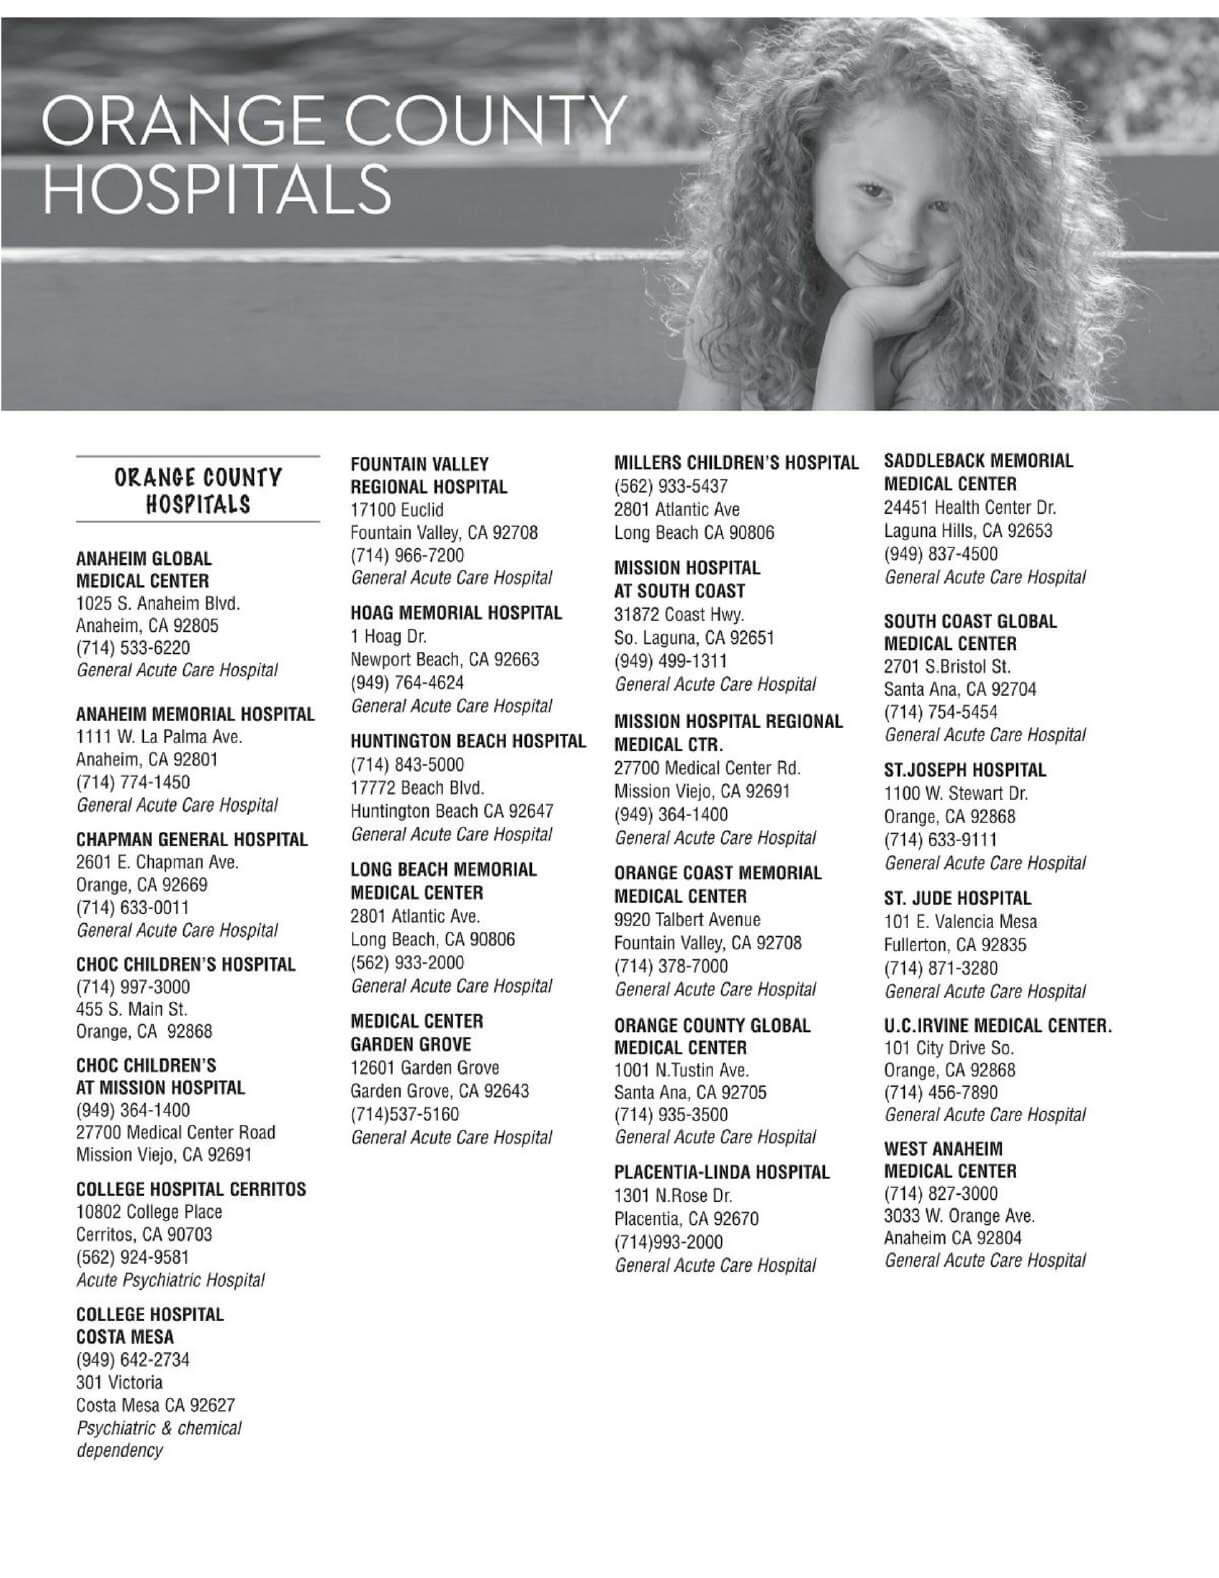 ORANGE COUNTY
HOSPITALS
ORANGE COUNTY
HOSPITALS
ANAHEIM GLOBAL
MEDICAL CENTER
1025 S. Anaheim Blvd.
Anaheim, CA 92805
(714) 533-6220
General Acute Care Hospital
ANAHEIM MEMORIAL HOSPITAL
1111 W. La Palma Ave.
Anaheim, CA 92801
(714) 774-1450
General Acute Care Hospital
CHAPMAN GENERAL HOSPITAL
2601 E. Chapman Ave.
Orange, CA 92669
(714) 633-0011
General Acute Care Hospital
CHOC CHILDREN'S HOSPITAL
(714) 997-3000
455 S. Main St.
Orange, CA  92868
CHOC CHILDREN'S
AT MISSION HOSPITAL
(949) 364-1400
27700 Medical Center Road
Mission Viejo, CA 92691
COLLEGE HOSPITAL CERRITOS
10802 College Place
Cerritos, CA 90703
(562) 924-9581
Acute Psychiatric Hospital
COLLEGE HOSPITAL
COSTA MESA
(949) 642-2734
301 Victoria
Costa Mesa CA 92627
Psychiatric & chemical
dependency
FOUNTAIN VALLEY
REGIONAL HOSPITAL
17100 Euclid
Fountain Valley, CA 92708
(714) 966-7200
General Acute Care Hospital
HOAG MEMORIAL HOSPITAL
1 Hoag Dr.
Newport Beach, CA 92663
(949) 764-4624
General Acute Care Hospital
HUNTINGTON BEACH HOSPITAL
(714) 843-5000
17772 Beach Blvd.
Huntington Beach CA 92647
General Acute Care Hospital
LONG BEACH MEMORIAL
MEDICAL CENTER
2801 Atlantic Ave.
Long Beach, CA 90806
(562) 933-2000
General Acute Care Hospital
MEDICAL CENTER
GARDEN GROVE
12601 Garden Grove
Garden Grove, CA 92643
(714)537-5160
General Acute Care Hospital
MILLERS CHILDREN'S HOSPITAL
(562) 933-5437
2801 Atlantic Ave
Long Beach CA 90806
MISSION HOSPITAL
AT SOUTH COAST
31872 Coast Hwy.
So. Laguna, CA 92651
(949) 499-1311
General Acute Care Hospital
MISSION HOSPITAL REGIONAL
MEDICAL CTR.
27700 Medical Center Rd.
Mission Viejo, CA 92691
(949) 364-1400
General Acute Care Hospital
ORANGE COAST MEMORIAL
MEDICAL CENTER
9920 Talbert Avenue
Fountain Valley, CA 92708
(714) 378-7000
General Acute Care Hospital
ORANGE COUNTY GLOBAL
MEDICAL CENTER
1001 N.Tustin Ave.
Santa Ana, CA 92705
(714) 935-3500
General Acute Care Hospital
PLACENTIA-LINDA HOSPITAL
1301 N.Rose Dr.
Placentia, CA 92670
(714)993-2000
General Acute Care Hospital
SADDLEBACK MEMORIAL
MEDICAL CENTER
24451 Health Center Dr.
Laguna Hills, CA 92653
(949) 837-4500
General Acute Care Hospital
SOUTH COAST GLOBAL
MEDICAL CENTER
2701 S.Bristol St.
Santa Ana, CA 92704
(714) 754-5454
General Acute Care Hospital
ST.JOSEPH HOSPITAL
1100 W. Stewart Dr.
Orange, CA 92868
(714) 633-9111
General Acute Care Hospital
ST. JUDE HOSPITAL
101 E. Valencia Mesa
Fullerton, CA 92835
(714) 871-3280
General Acute Care Hospital
U.C.IRVINE MEDICAL CENTER.
101 City Drive So.
Orange, CA 92868
(714) 456-7890
General Acute Care Hospital
WEST ANAHEIM
MEDICAL CENTER
(714) 827-3000
3033 W. Orange Ave.
Anaheim CA 92804
General Acute Care Hospital